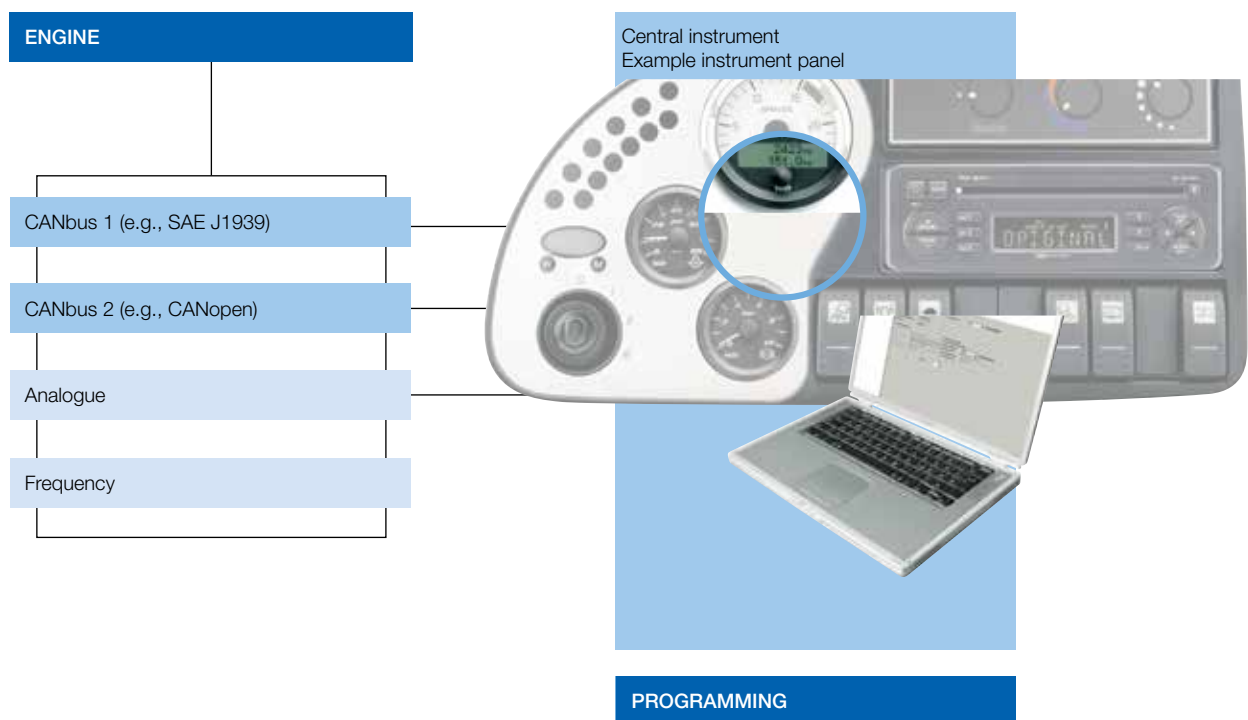 ENGINE
Central instrument
Example instrument panel
CANbus 1 (e.g., SAE J1939)
CANbus 2 (e.g., CANopen)
Analogue
Frequency
ORIGINAL
PROGRAMMING